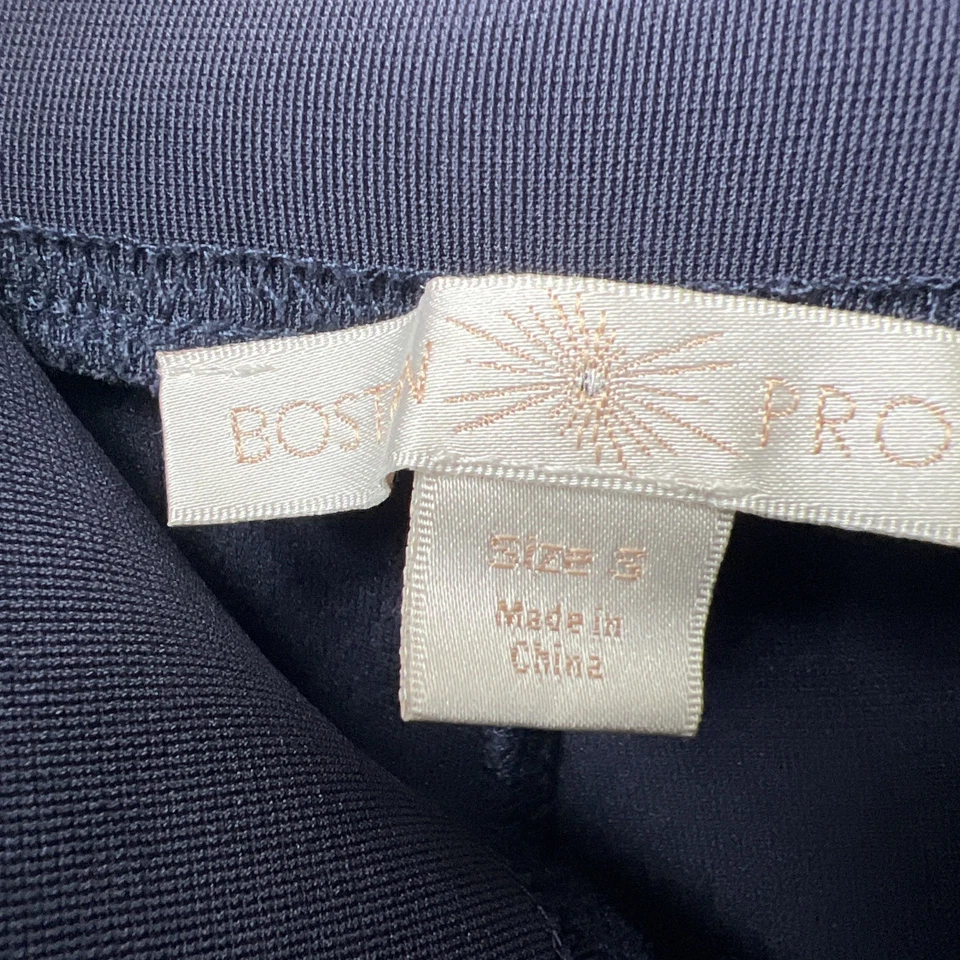 BOSTON PRO
Size S
Made in
China